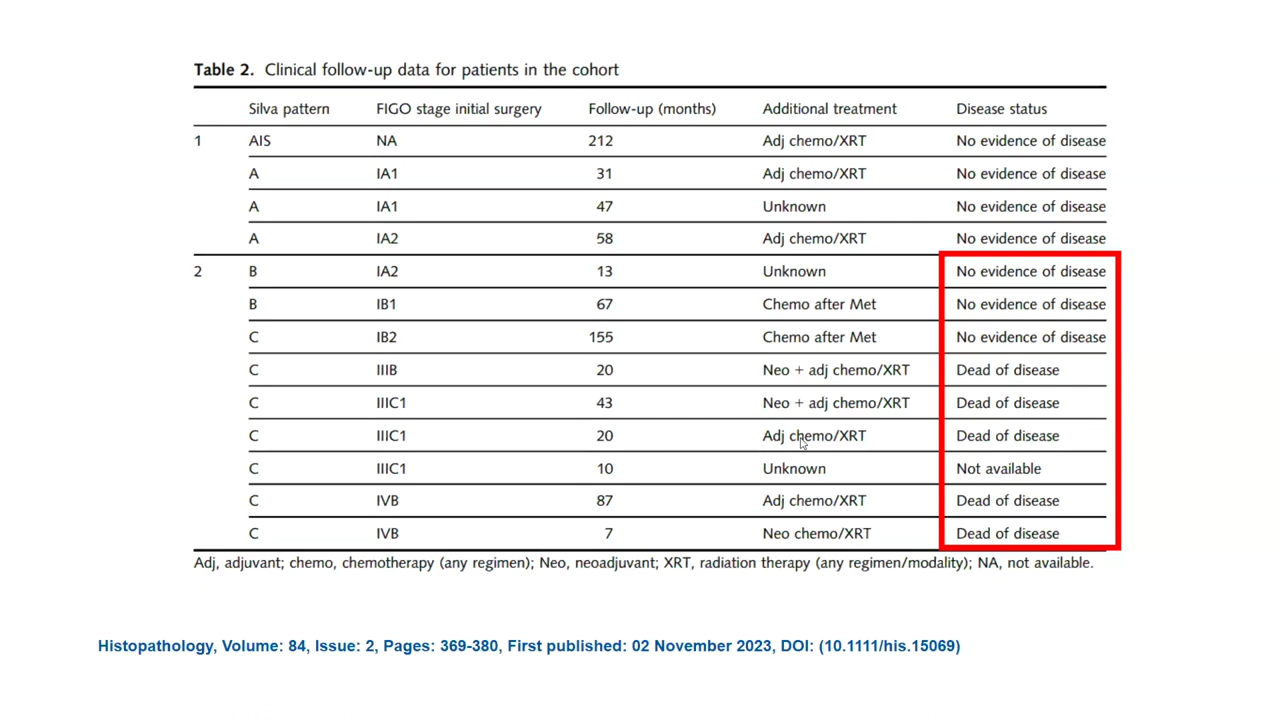 Table 2. Clinical follow-up data for patients in the cohort
Silva pattern FIGO stage initial surgery Follow-up (months) Additional treatment Disease status
1 AIS NA 212 Adj chemo/XRT No evidence of disease
A IA1 31 Adj chemo/XRT No evidence of disease
A IA1 47 Unknown No evidence of disease
A IA2 58 Adj chemo/XRT No evidence of disease
2 B IA2 13 Unknown No evidence of disease
B IB1 67 Chemo after Met No evidence of disease
C IB2 155 Chemo after Met No evidence of disease
C IIIB 20 Neo + adj chemo/XRT Dead of disease
C IIIC1 43 Neo + adj chemo/XRT Dead of disease
C IIIC1 20 Adj chemo/XRT Dead of disease
C IIIC1 10 Unknown Not available
C IVB 87 Adj chemo/XRT Dead of disease
C IVB 7 Neo chemo/XRT Dead of disease
Adj, adjuvant; chemo, chemotherapy (any regimen); Neo, neoadjuvant; XRT, radiation therapy (any regimen/modality); NA, not available.
Histopathology, Volume: 84, Issue: 2, Pages: 369-380, First published: 02 November 2023, DOI: (10.1111/his.15069)